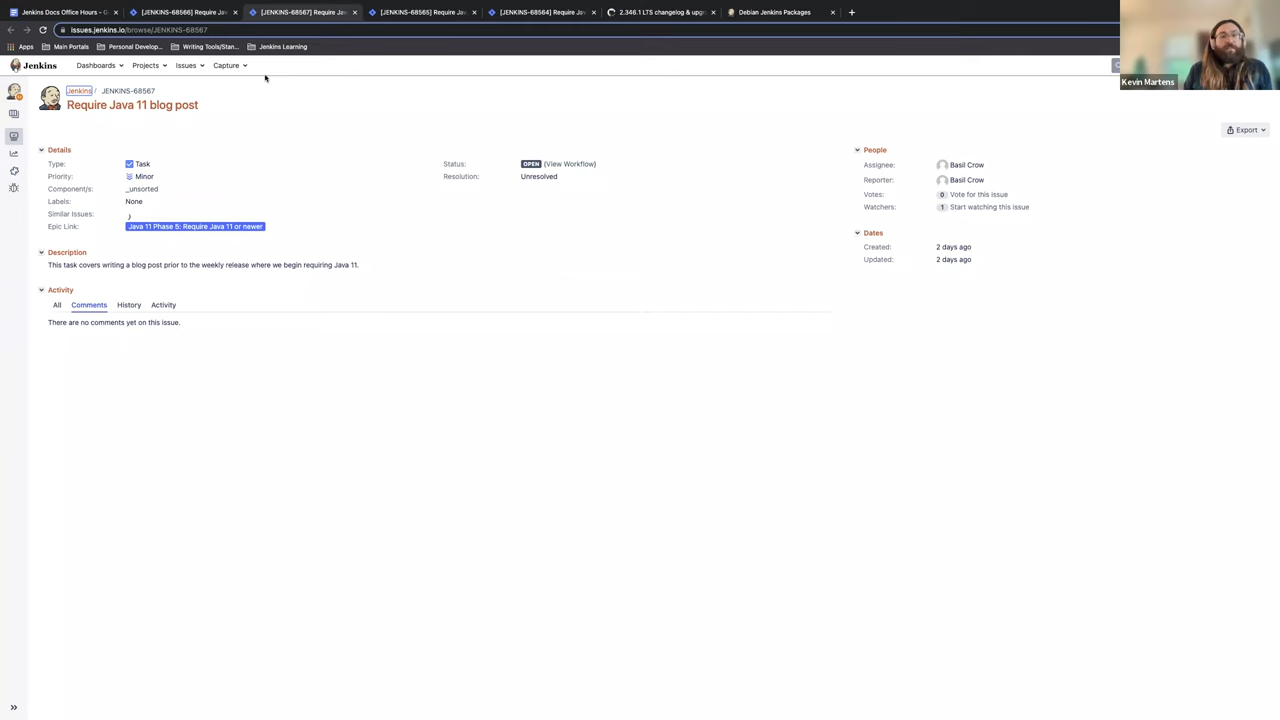 Jenkins Docs Office Hours - G
[JENKINS-68566] Require Jav
[JENKINS-68567] Require Jav
[JENKINS-68565] Require Jav
[JENKINS-68564] Require Jav
2.346.1 LTS changelog & upgr
Debian Jenkins Packages
issues.jenkins.io/browse/JENKINS-68567
Apps
Main Portals
Personal Develop...
Writing Tools/Stan...
Jenkins Learning
Kevin Martens
Jenkins
Dashboards
Projects
Issues
Capture
Jenkins / JENKINS-68567
Require Java 11 blog post
Export
Details
Type: Task
Priority: Minor
Component/s: _unsorted
Labels: None
Similar Issues:
Epic Link: Java 11 Phase 5: Require Java 11 or newer
Status: OPEN (View Workflow)
Resolution: Unresolved
People
Assignee: Basil Crow
Reporter: Basil Crow
Votes: 0 Vote for this issue
Watchers: 1 Start watching this issue
Dates
Created: 2 days ago
Updated: 2 days ago
Description
This task covers writing a blog post prior to the weekly release where we begin requiring Java 11.
Activity
All Comments History Activity
There are no comments yet on this issue.